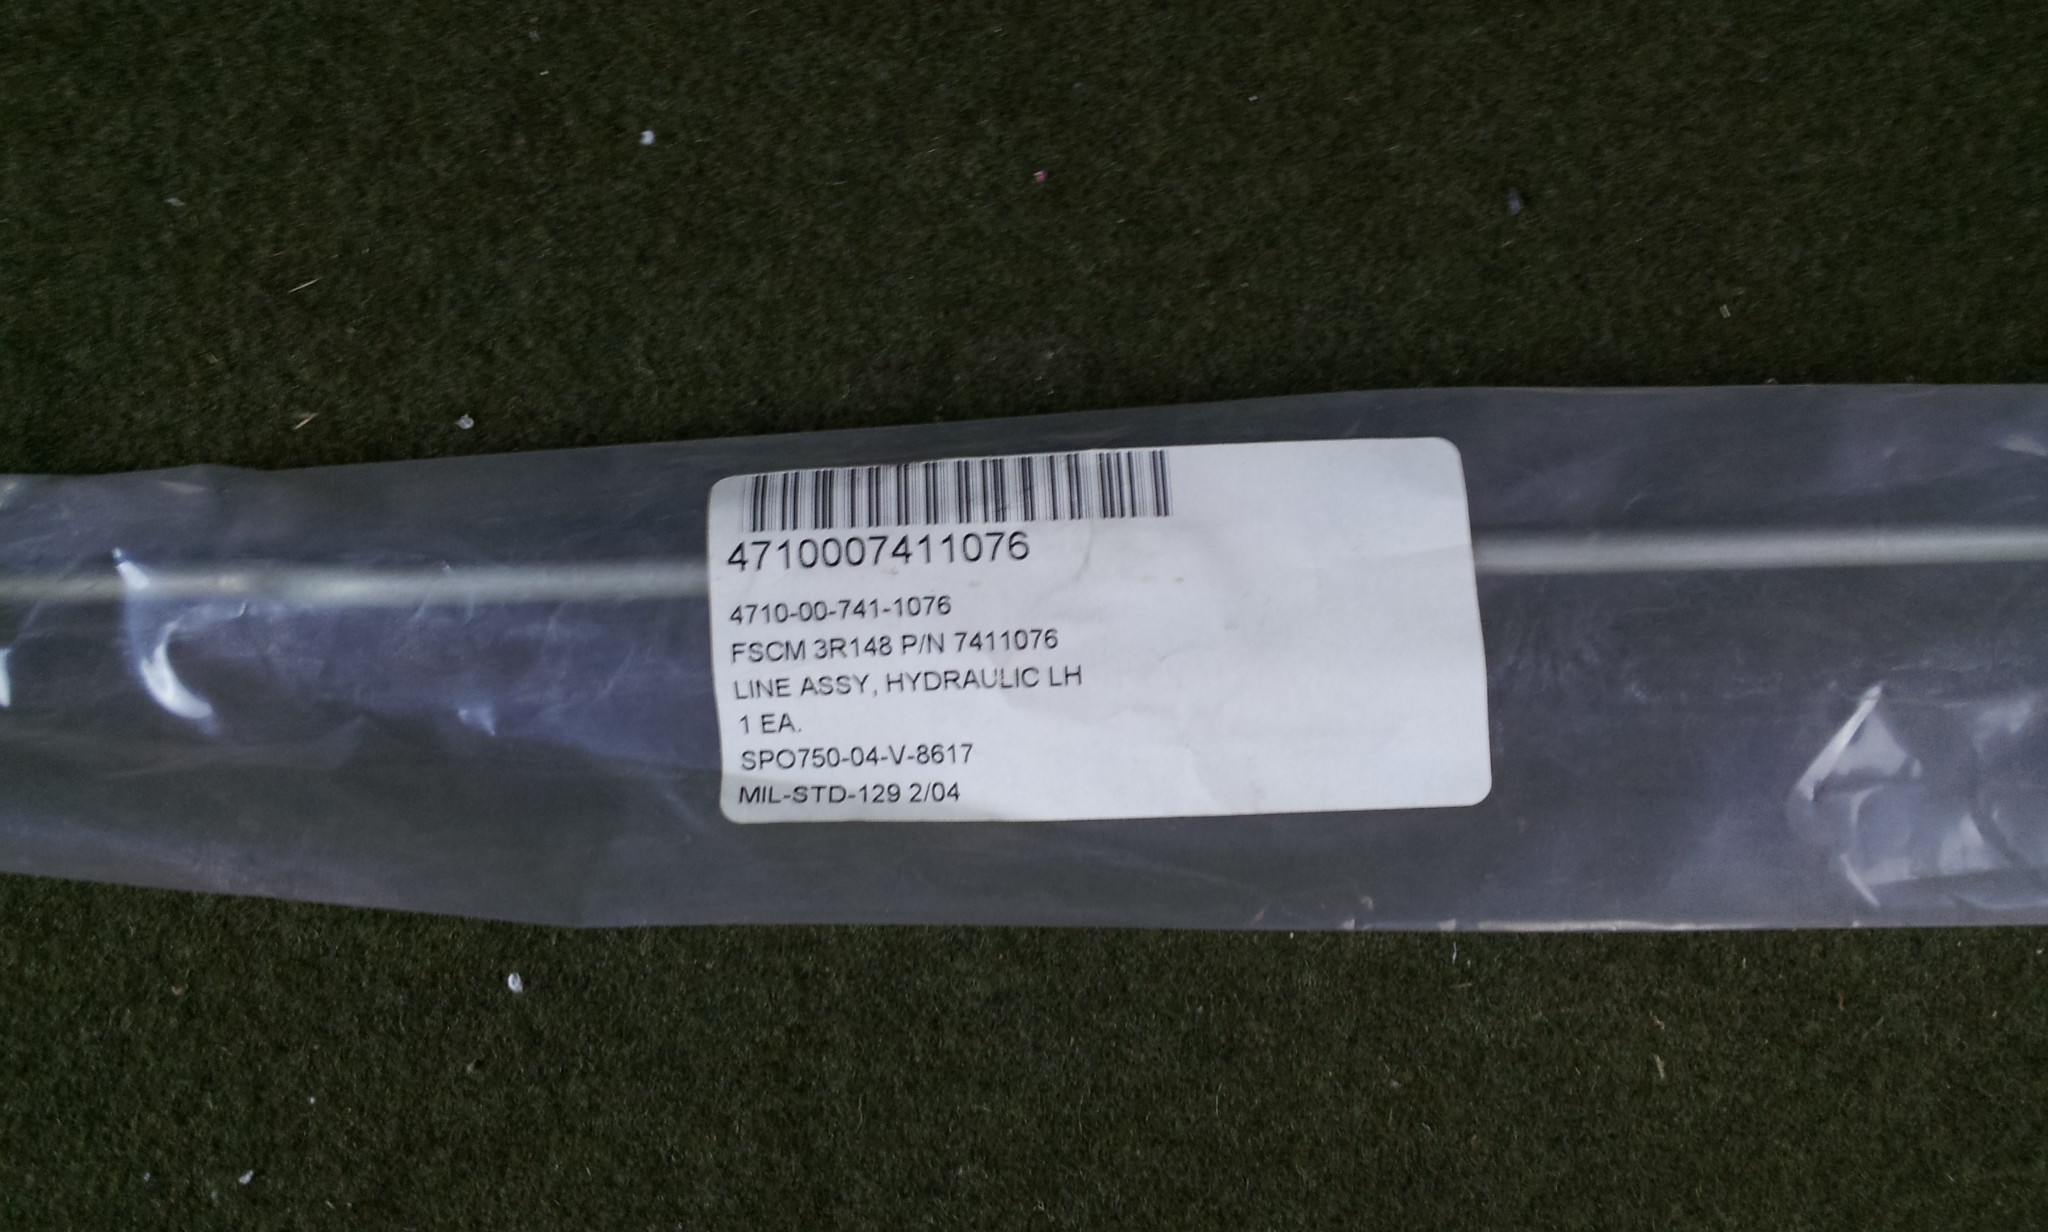 4710007411076
4710-00-741-1076
FSCM 3R148 P/N 7411076
LINE ASSY, HYDRAULIC LH
1 EA.
SPO750-04-V-8617
MIL-STD-129 2/04